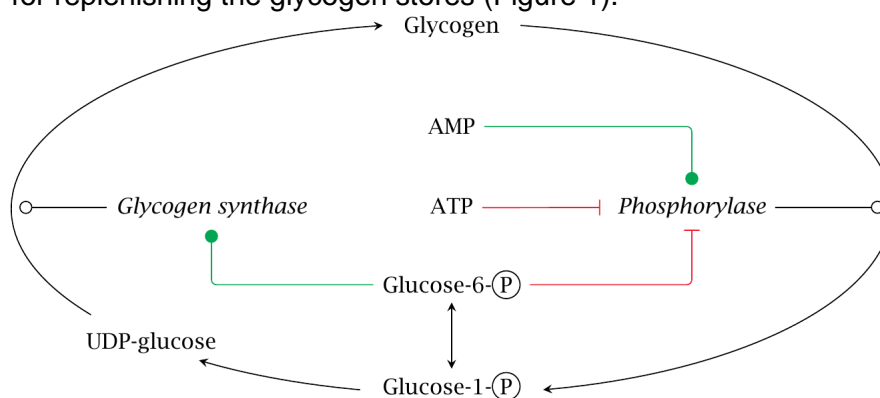 for replenishing the glycogen stores (Figure 1).
Glycogen
AMP
Glycogen synthase
ATP
Phosphorylase
Glucose-6-P
UDP-glucose
Glucose-1-P